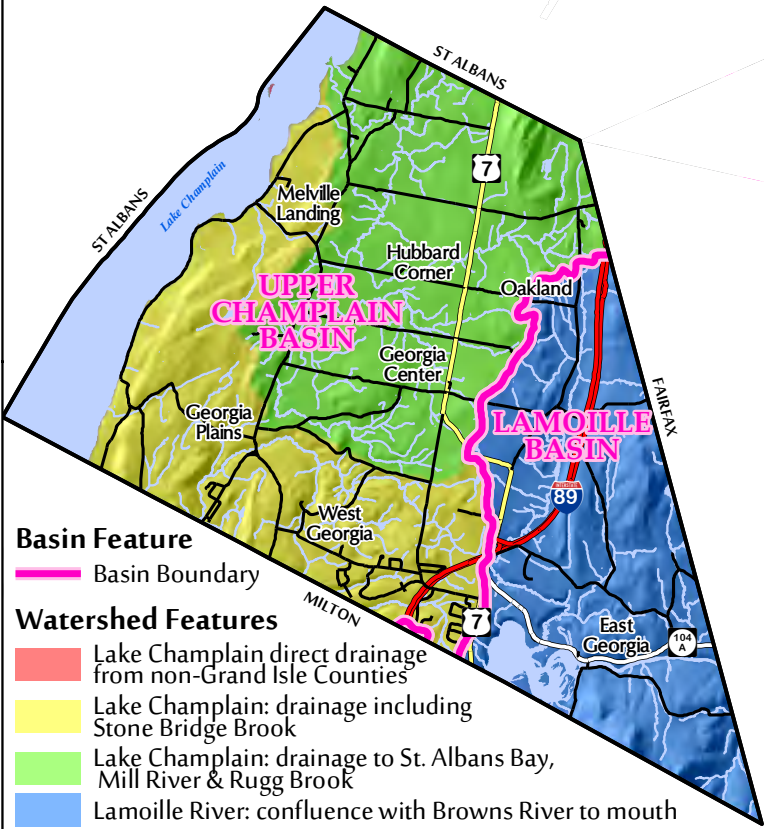 ST ALBANS
7
ST ALBANS
Lake Champlain
Melville
Landing
Hubbard
Corner
Oakland
UPPER
CHAMPLAIN
BASIN
Georgia
Center
FAIRFAX
Georgia
Plains
LAMOILLE
BASIN
INTERSTATE
89
West
Georgia
Basin Feature
Basin Boundary
MILTON
7
East
Georgia
104
A
Watershed Features
Lake Champlain direct drainage
from non-Grand Isle Counties
Lake Champlain: drainage including
Stone Bridge Brook
Lake Champlain: drainage to St. Albans Bay,
Mill River & Rugg Brook
Lamoille River: confluence with Browns River to mouth